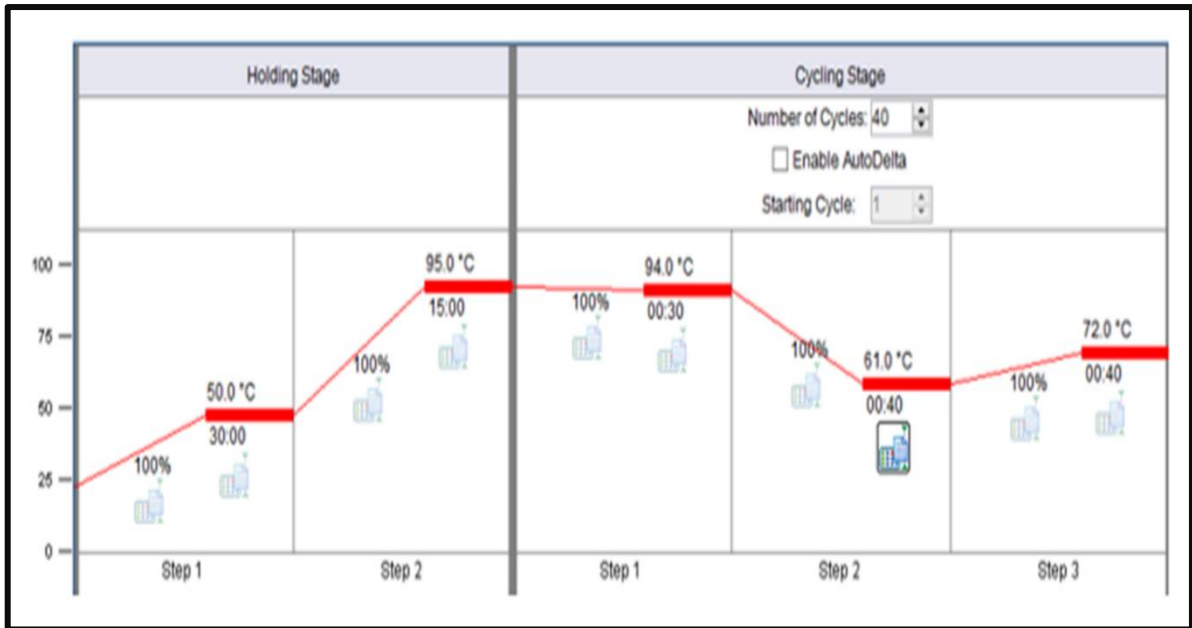 Holding Stage
Cycling Stage
Number of Cycles: 40
Enable AutoDelta
Starting Cycle: 1
100
75
50
25
0
50.0 °C
30:00
100%
95.0 °C
15:00
100%
94.0 °C
100%
00:30
100%
61.0 °C
00:40
72.0 °C
100%
00:40
Step 1
Step 2
Step 1
Step 2
Step 3